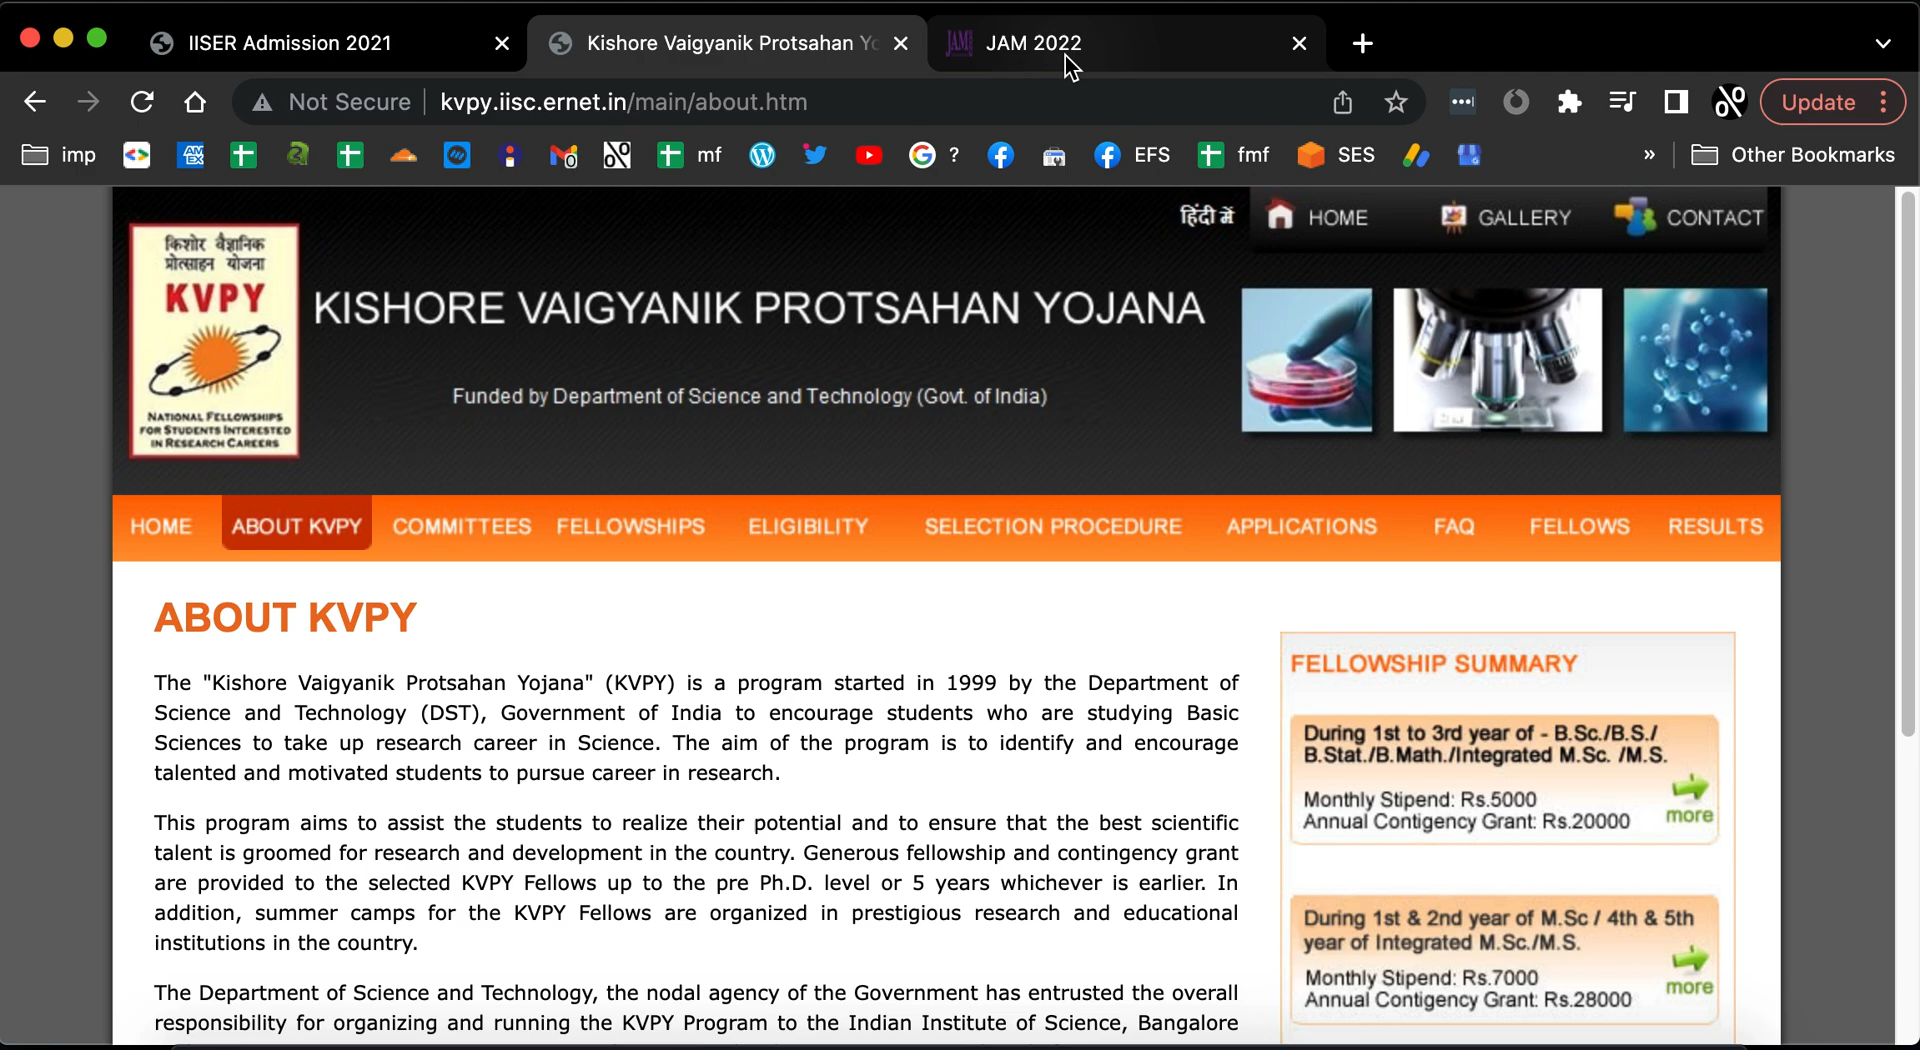 IISER Admission 2021
Kishore Vaigyanik Protsahan Yo
JAM 2022
Not Secure
kvpy.iisc.ernet.in/main/about.htm
Update
imp
mf
?
EFS
fmf
SES
»
Other Bookmarks
हिंदी में
HOME
GALLERY
CONTACT
किशोर वैज्ञानिक
प्रोत्साहन योजना
KVPY
NATIONAL FELLOWSHIPS
FOR STUDENTS INTERESTED
IN RESEARCH CAREERS
KISHORE VAIGYANIK PROTSAHAN YOJANA
Funded by Department of Science and Technology (Govt. of India)
HOME
ABOUT KVPY
COMMITTEES
FELLOWSHIPS
ELIGIBILITY
SELECTION PROCEDURE
APPLICATIONS
FAQ
FELLOWS
RESULTS
ABOUT KVPY
The "Kishore Vaigyanik Protsahan Yojana" (KVPY) is a program started in 1999 by the Department of
Science and Technology (DST), Government of India to encourage students who are studying Basic
Sciences to take up research career in Science. The aim of the program is to identify and encourage
talented and motivated students to pursue career in research.
This program aims to assist the students to realize their potential and to ensure that the best scientific
talent is groomed for research and development in the country. Generous fellowship and contingency grant
are provided to the selected KVPY Fellows up to the pre Ph.D. level or 5 years whichever is earlier. In
addition, summer camps for the KVPY Fellows are organized in prestigious research and educational
institutions in the country.
The Department of Science and Technology, the nodal agency of the Government has entrusted the overall
responsibility for organizing and running the KVPY Program to the Indian Institute of Science, Bangalore
FELLOWSHIP SUMMARY
During 1st to 3rd year of - B.Sc./B.S./
B.Stat./B.Math./Integrated M.Sc. /M.S.
Monthly Stipend: Rs.5000
Annual Contigency Grant: Rs.20000
more
During 1st & 2nd year of M.Sc / 4th & 5th
year of Integrated M.Sc./M.S.
Monthly Stipend: Rs.7000
Annual Contigency Grant: Rs.28000
more